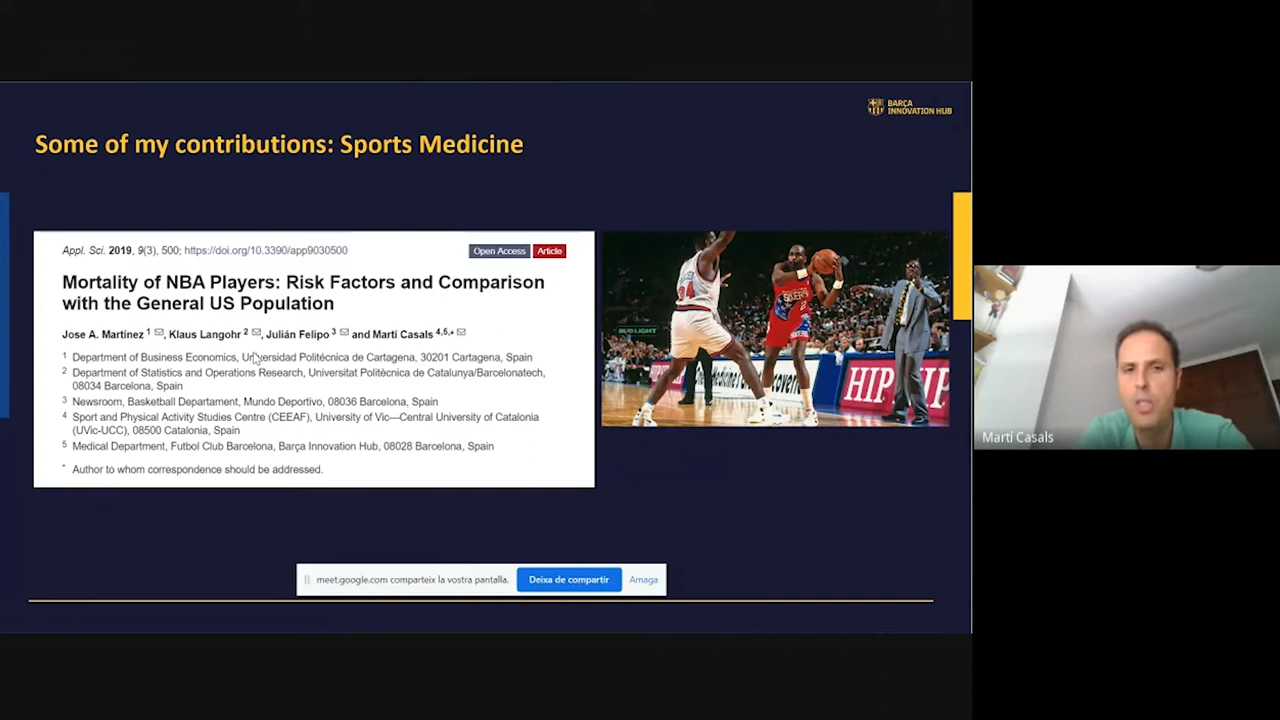 BARÇA
INNOVATION HUB
Some of my contributions: Sports Medicine
Appl. Sci. 2019, 9(3), 500; https://doi.org/10.3390/app9030500
Open Access Article
Mortality of NBA Players: Risk Factors and Comparison
with the General US Population
Jose A. Martínez 1, Klaus Langohr 2, Julián Felipo 3 and Martí Casals 4,5,*
1 Department of Business Economics, Universidad Politécnica de Cartagena, 30201 Cartagena, Spain
2 Department of Statistics and Operations Research, Universitat Politècnica de Catalunya/Barcelonatech,
08034 Barcelona, Spain
3 Newsroom, Basketball Departament, Mundo Deportivo, 08036 Barcelona, Spain
4 Sport and Physical Activity Studies Centre (CEEAF), University of Vic—Central University of Catalonia
(UVic-UCC), 08500 Catalonia, Spain
5 Medical Department, Futbol Club Barcelona, Barça Innovation Hub, 08028 Barcelona, Spain
* Author to whom correspondence should be addressed.
BUD LIGHT
HIP HIP
Martí Casals
meet.google.com comparteix la vostra pantalla. Deixa de compartir Amaga